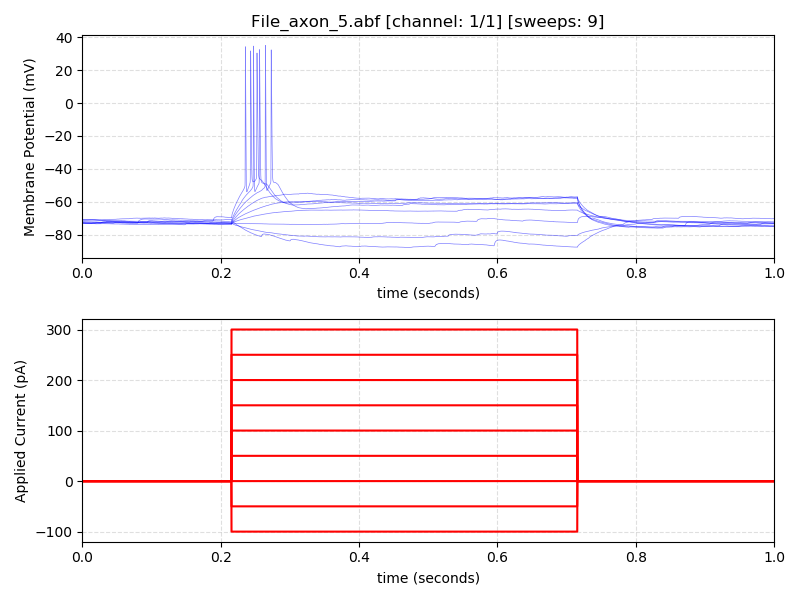 File_axon_5.abf [channel: 1/1] [sweeps: 9]
Membrane Potential (mV)
40
20
0
−20
−40
−60
−80
0.0 0.2 0.4 0.6 0.8 1.0
time (seconds)
Applied Current (pA)
300
200
100
0
−100
0.0 0.2 0.4 0.6 0.8 1.0
time (seconds)